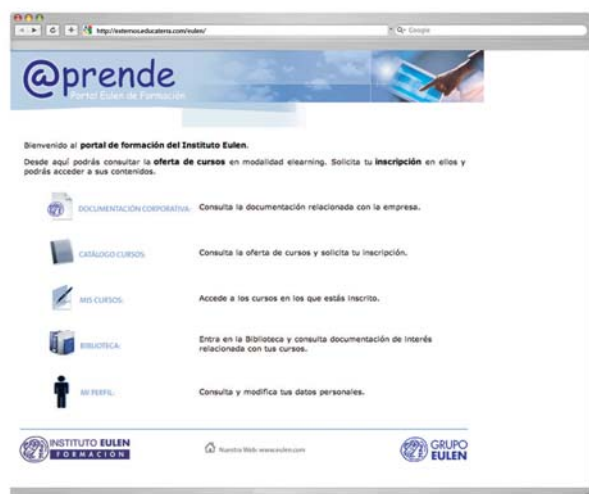 http://externos.educaterra.com/eulen/
Google
@prende
Portal Eulen de Formación
Bienvenido al portal de formación del Instituto Eulen.
Desde aquí podrás consultar la oferta de cursos en modalidad elearning. Solicita tu inscripción en ellos y
podrás acceder a sus contenidos.
DOCUMENTACIÓN CORPORATIVA: Consulta la documentación relacionada con la empresa.
CATÁLOGO CURSOS: Consulta la oferta de cursos y solicita tu inscripción.
MIS CURSOS: Accede a los cursos en los que estás inscrito.
BIBLIOTECA: Entra en la Biblioteca y consulta documentación de interés
relacionada con tus cursos.
MI PERFIL: Consulta y modifica tus datos personales.
INSTITUTO EULEN
FORMACIÓN
Nuestra Web: www.eulen.com
GRUPO
EULEN